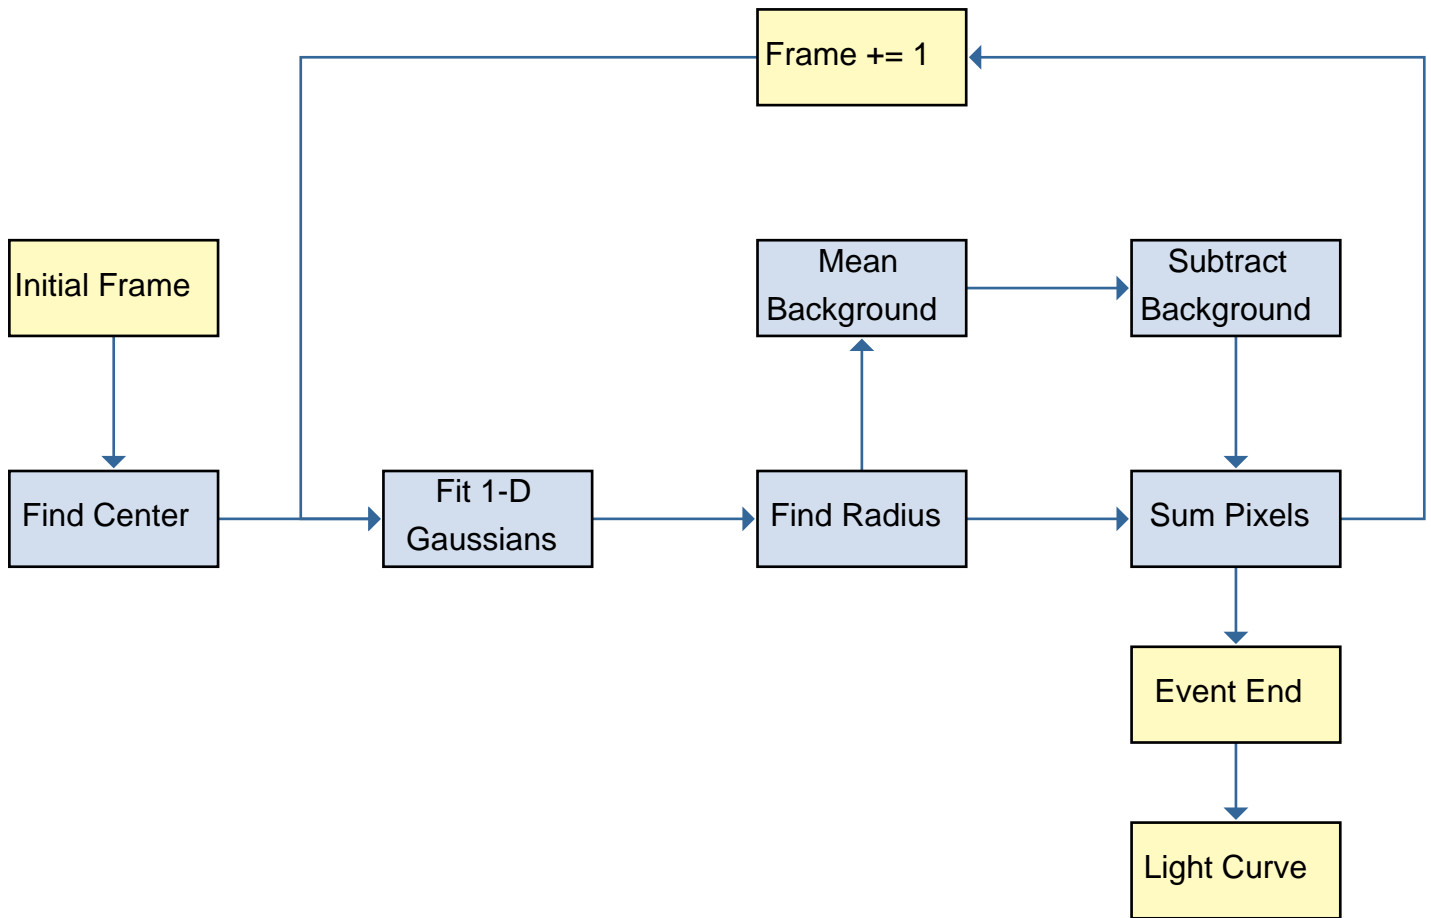 Frame += 1
Initial Frame
Mean
Background
Subtract
Background
Find Center
Fit 1-D
Gaussians
Find Radius
Sum Pixels
Event End
Light Curve